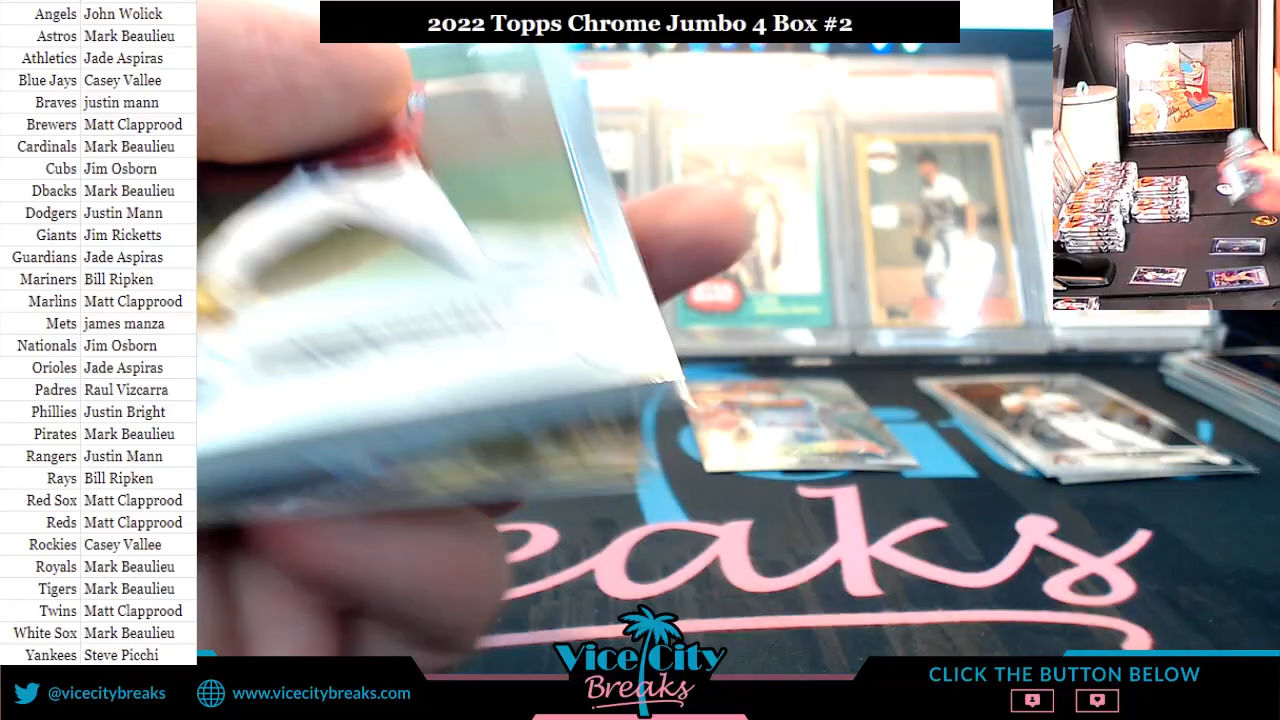 2022 Topps Chrome Jumbo 4 Box #2
Angels John Wolick
Astros Mark Beaulieu
Athletics Jade Aspiras
Blue Jays Casey Vallee
Braves justin mann
Brewers Matt Clapprood
Cardinals Mark Beaulieu
Cubs Jim Osborn
Dbacks Mark Beaulieu
Dodgers Justin Mann
Giants Jim Ricketts
Guardians Jade Aspiras
Mariners Bill Ripken
Marlins Matt Clapprood
Mets james manza
Nationals Jim Osborn
Orioles Jade Aspiras
Padres Raul Vizcarra
Phillies Justin Bright
Pirates Mark Beaulieu
Rangers Justin Mann
Rays Bill Ripken
Red Sox Matt Clapprood
Reds Matt Clapprood
Rockies Casey Vallee
Royals Mark Beaulieu
Tigers Mark Beaulieu
Twins Matt Clapprood
White Sox Mark Beaulieu
Yankees Steve Picchi
eaks
@vicecitybreaks
www.vicecitybreaks.com
Vice City
Breaks
CLICK THE BUTTON BELOW